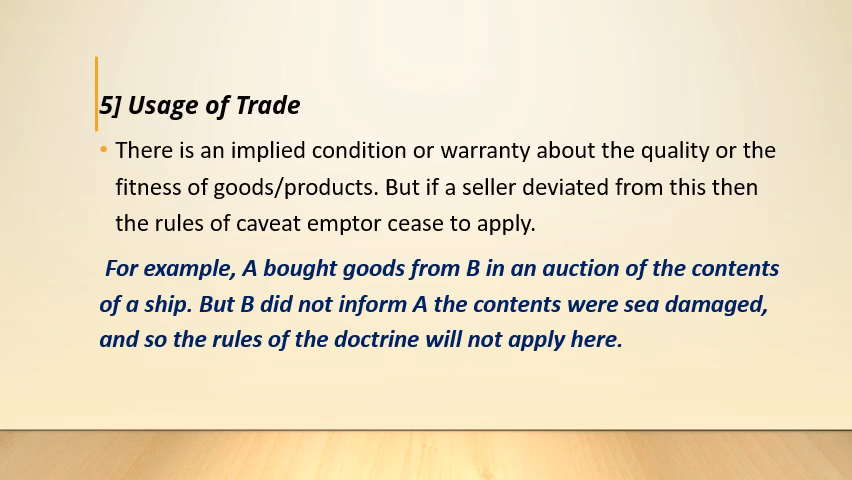 5] Usage of Trade
• There is an implied condition or warranty about the quality or the
fitness of goods/products. But if a seller deviated from this then
the rules of caveat emptor cease to apply.
For example, A bought goods from B in an auction of the contents
of a ship. But B did not inform A the contents were sea damaged,
and so the rules of the doctrine will not apply here.